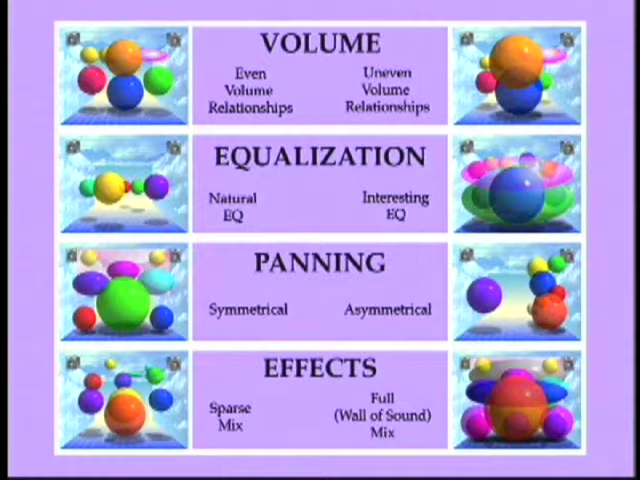 VOLUME
Even
Volume
Relationships
Uneven
Volume
Relationships
EQUALIZATION
Natural
EQ
Interesting
EQ
PANNING
Symmetrical
Asymmetrical
EFFECTS
Sparse
Mix
Full
(Wall of Sound)
Mix